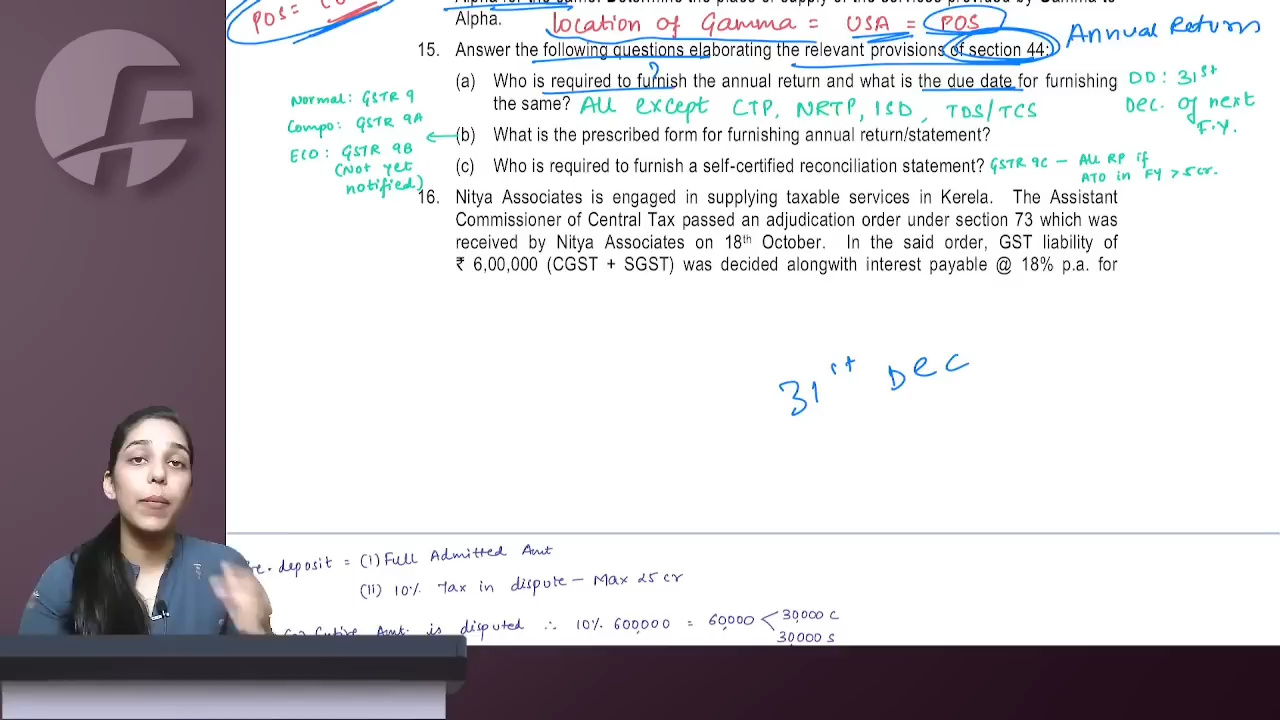 Alpha for the same. Determine the place of supply of the services provided by Gamma to
POS =
Alpha. location of Gamma = USA = POS
15. Answer the following questions elaborating the relevant provisions of section 44: Annual Return
(a) Who is required to furnish the annual return and what is the due date for furnishing
the same? All except CTP, NRTP, ISD, TDS/TCS
DD: 31st
Dec. of next
F.Y.
Normal: GSTR 9
Compo: GSTR 9A
ECO: GSTR 9B
(Not yet
notified)
(b) What is the prescribed form for furnishing annual return/statement?
(c) Who is required to furnish a self-certified reconciliation statement? GSTR 9C – All RP if
ATO in FY > 5 cr.
16. Nitya Associates is engaged in supplying taxable services in Kerela. The Assistant
Commissioner of Central Tax passed an adjudication order under section 73 which was
received by Nitya Associates on 18th October. In the said order, GST liability of
₹ 6,00,000 (CGST + SGST) was decided alongwith interest payable @ 18% p.a. for
31st Dec
deposit = (i) Full Admitted Amt
(ii) 10% Tax in dispute – Max 25 cr
Amt. is disputed ∴ 10% 600,000 = 60,000 < 30,000 C
30,000 S